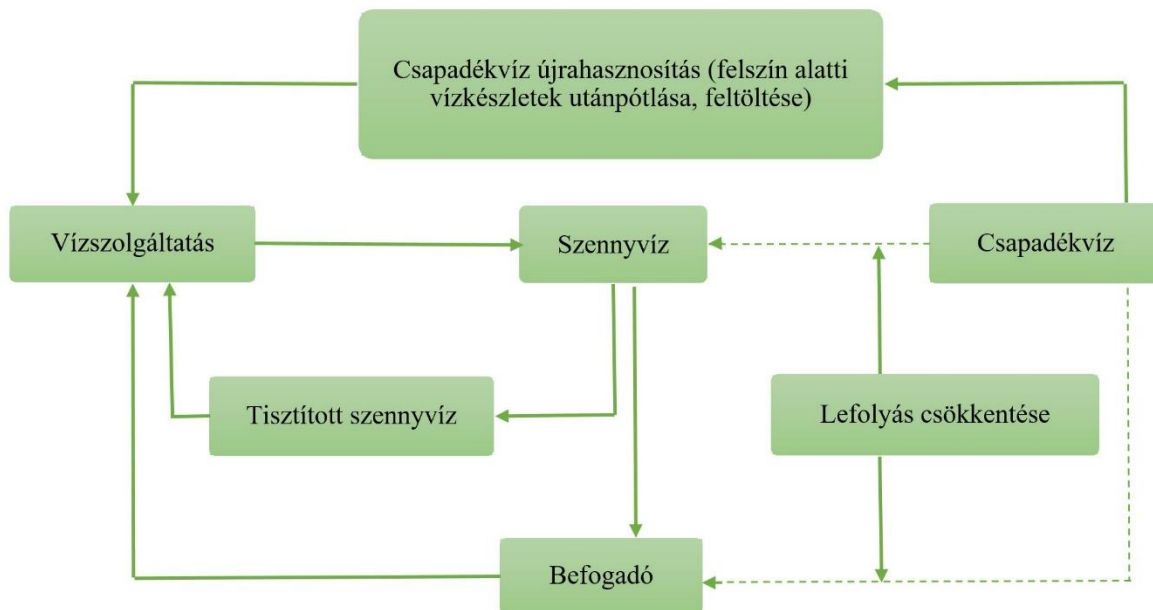 Csapadékvíz újrahasznosítás (felszín alatti
vízkészletek utánpótlása, feltöltése)
Vízszolgáltatás
Szennyvíz
Csapadékvíz
Tisztított szennyvíz
Lefolyás csökkentése
Befogadó